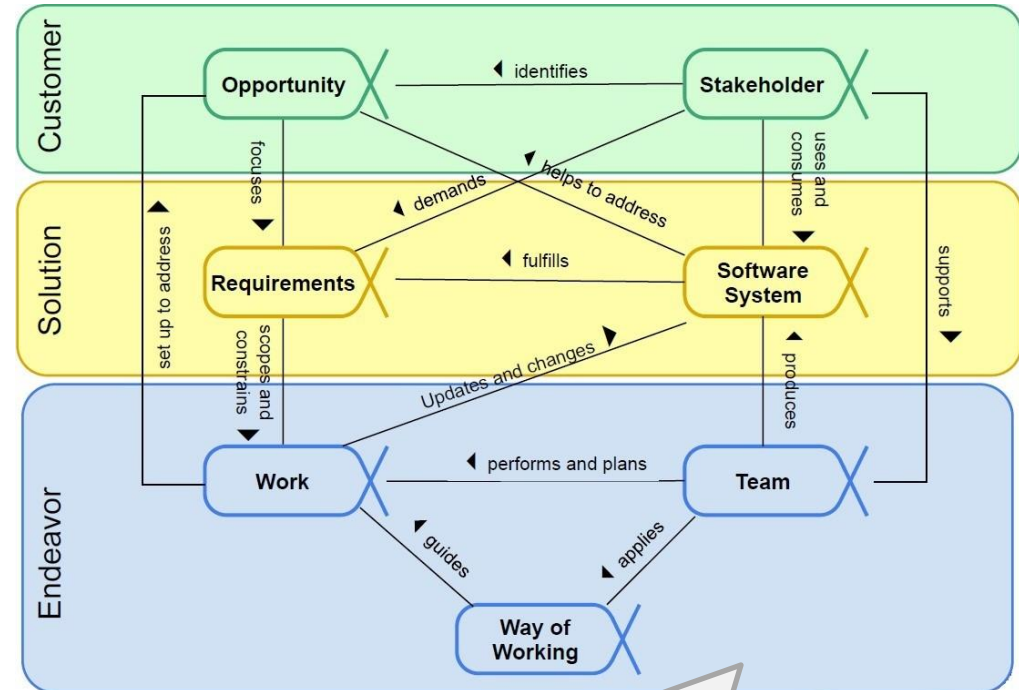 Customer
Opportunity
identifies
Stakeholder
focuses
demands
helps to address
uses and
consumes
Solution
set up to address
Requirements
fulfills
Software
System
supports
scopes and
constrains
Updates and changes
produces
Endeavor
Work
performs and plans
Team
guides
applies
Way of
Working